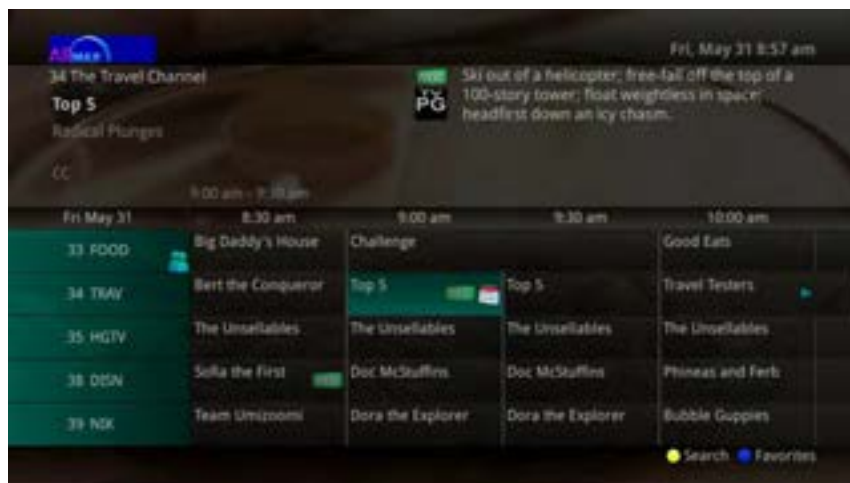 Fri, May 31 8:57 am
34 The Travel Channel
Top 5
Radical Plunges
CC
9:00 am - 9:30 am
TV
PG
Ski out of a helicopter; free-fall off the top of a
100-story tower; float weightless in space;
headfirst down an icy chasm.
Fri May 31 8:30 am 9:00 am 9:30 am 10:00 am
33 FOOD Big Daddy's House Challenge Good Eats
34 TRAV Bert the Conqueror Top 5 Top 5 Travel Testers
35 HGTV The Unsellables The Unsellables The Unsellables The Unsellables
38 DISN Sofia the First Doc McStuffins Doc McStuffins Phineas and Ferb
39 NIK Team Umizoomi Dora the Explorer Dora the Explorer Bubble Guppies
Search Favorites